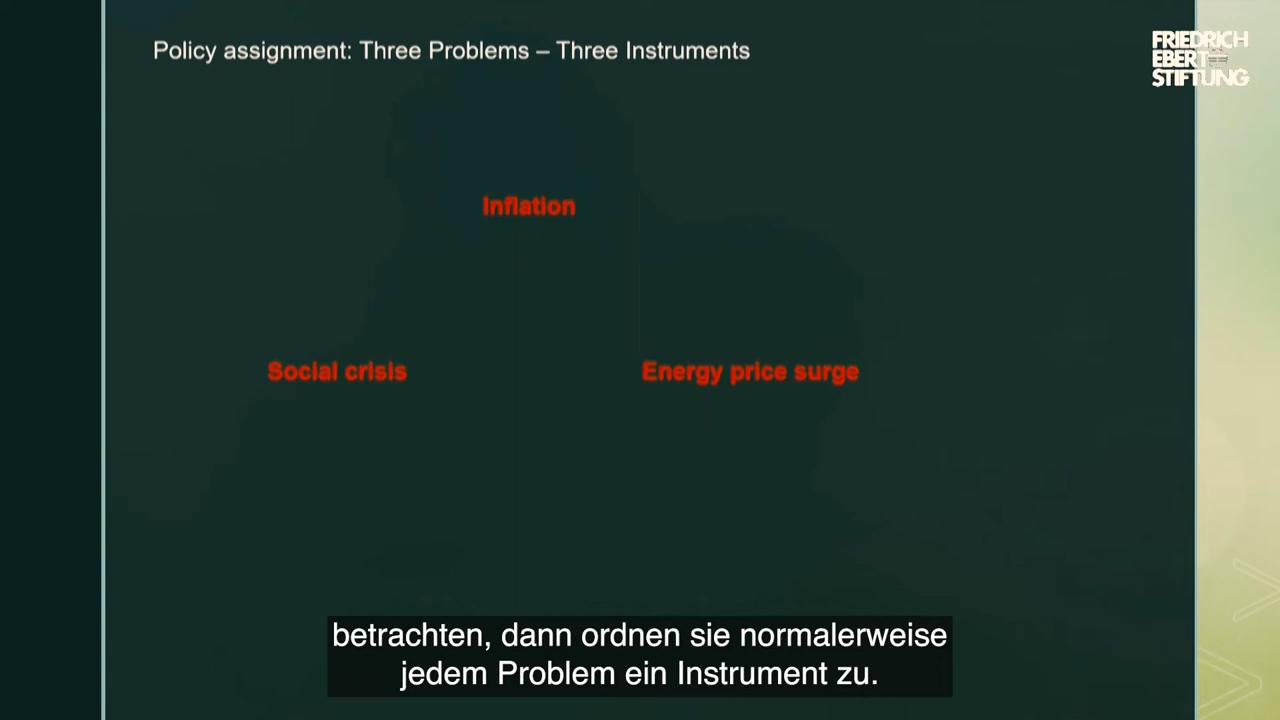 Policy assignment: Three Problems – Three Instruments
FRIEDRICH
EBERT
STIFTUNG
Inflation
Social crisis
Energy price surge
betrachten, dann ordnen sie normalerweise
jedem Problem ein Instrument zu.